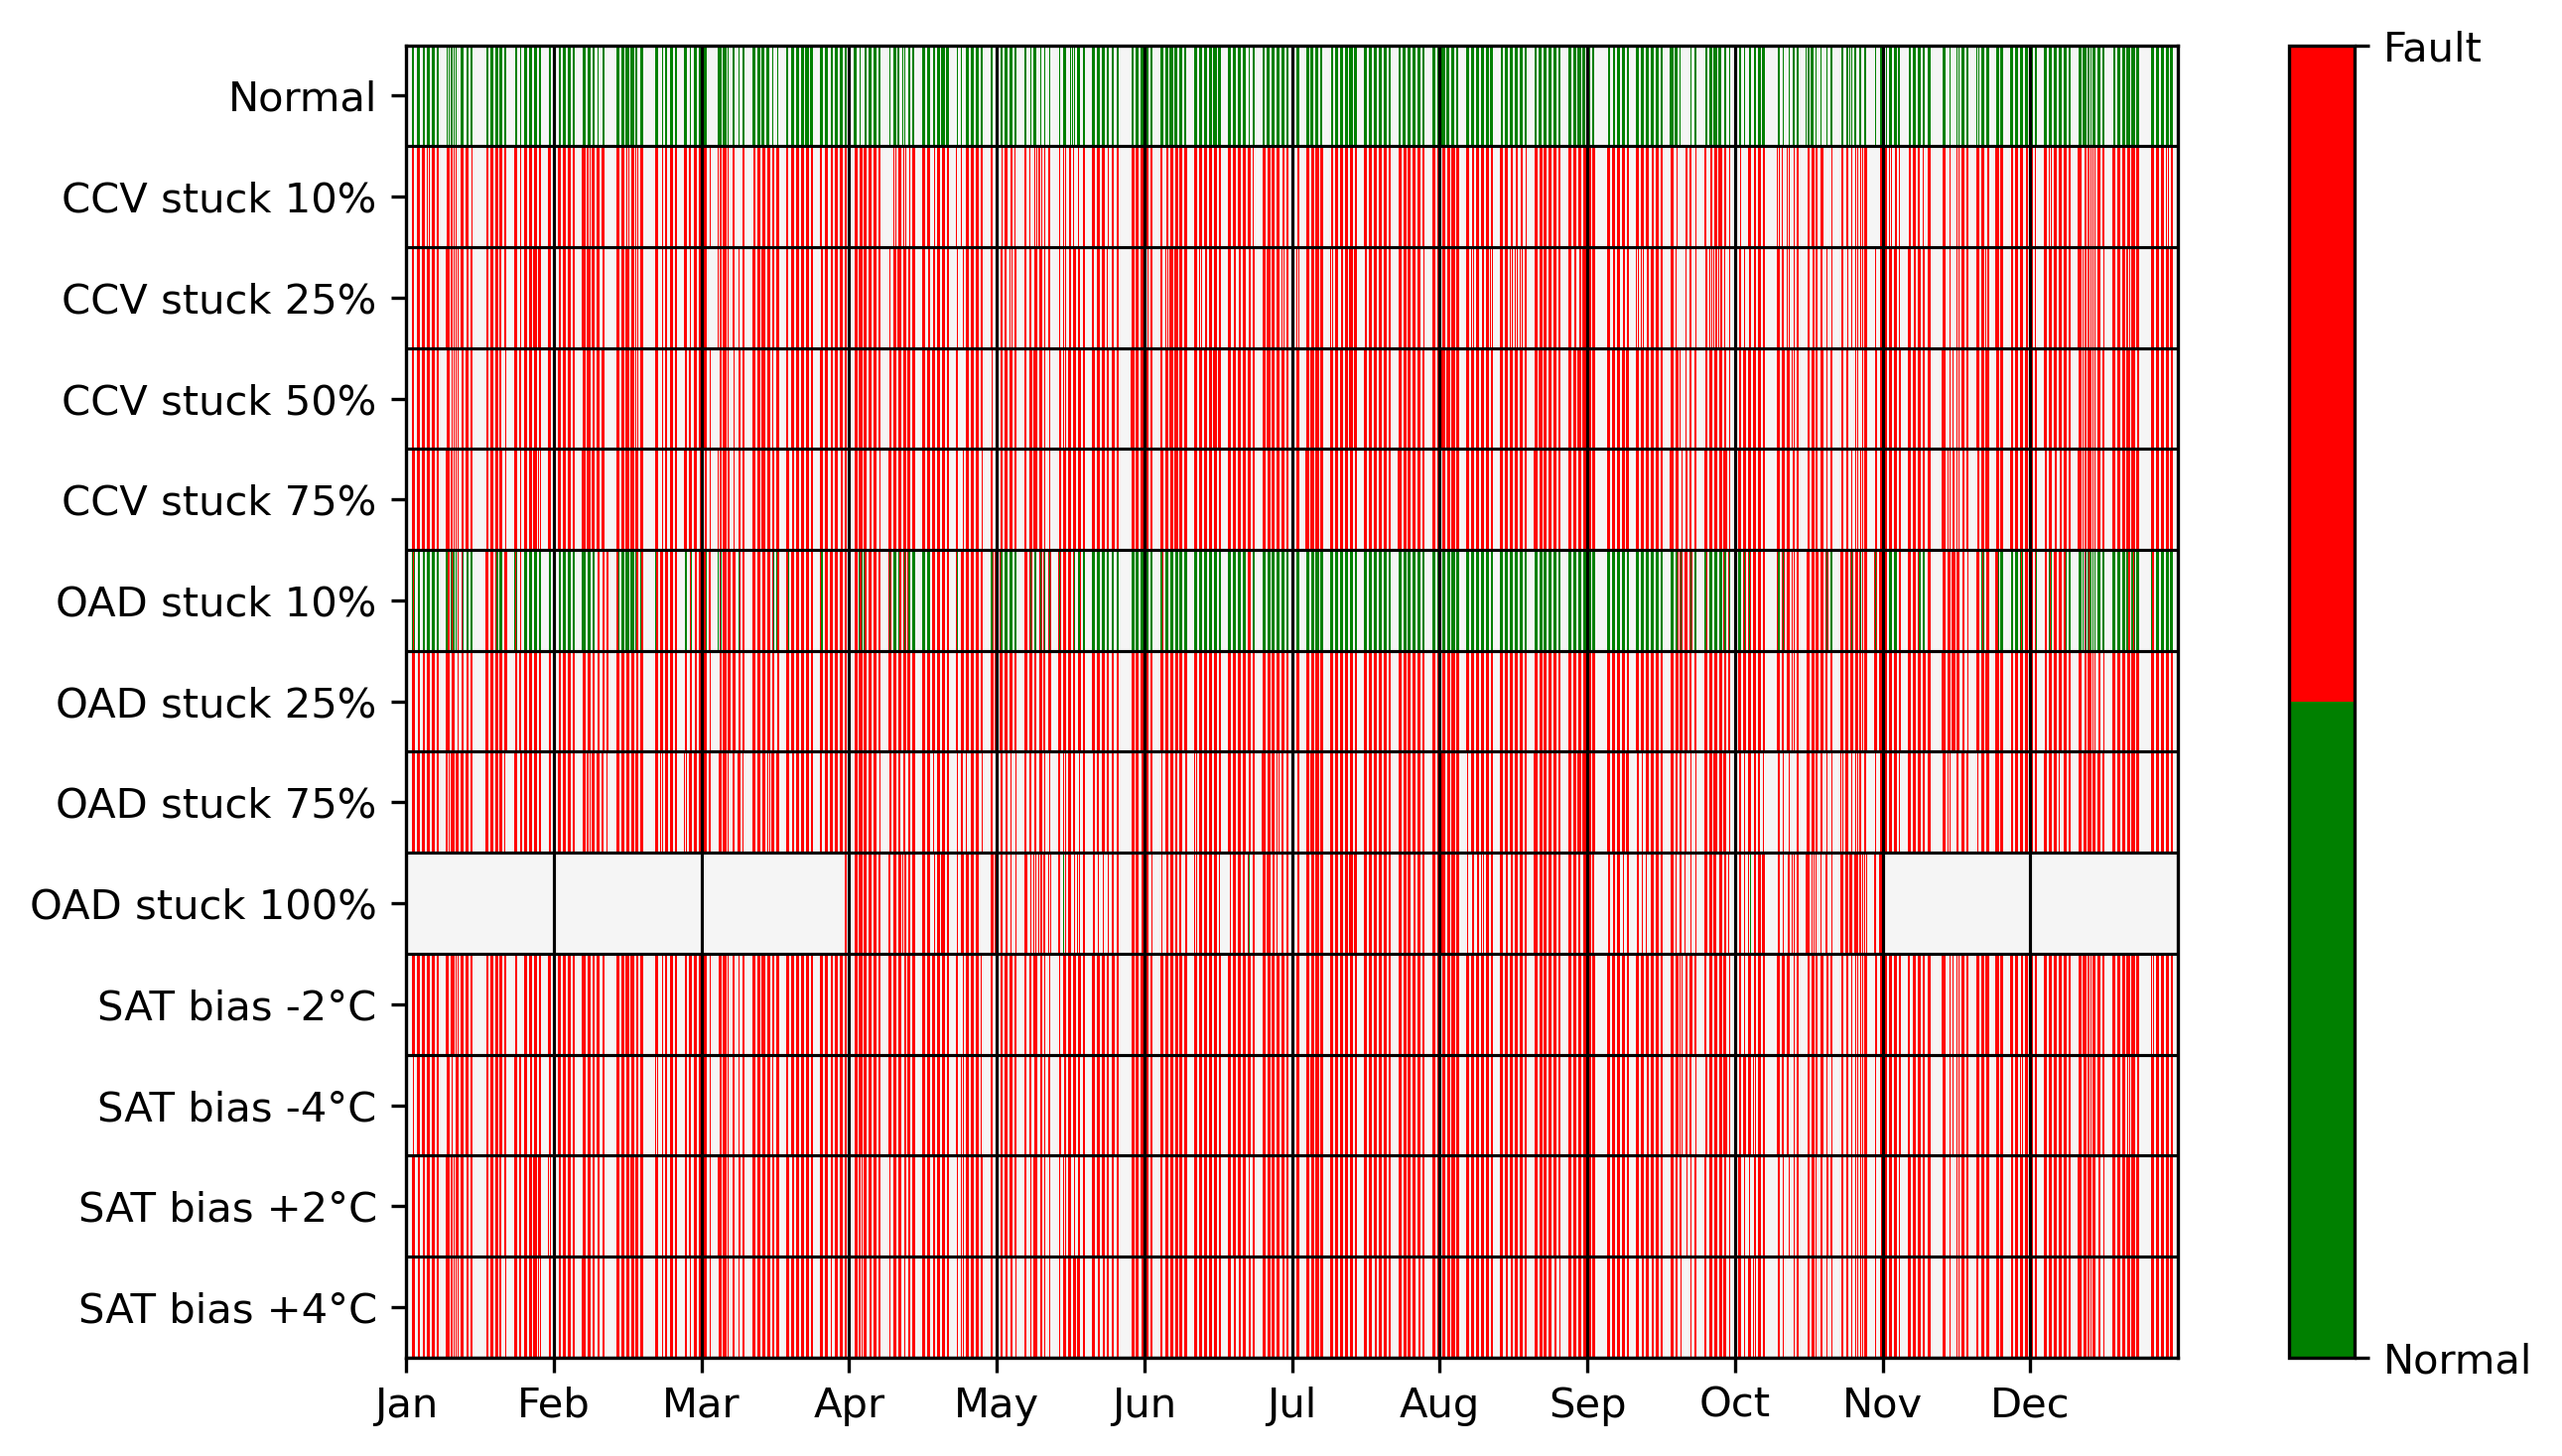 Fault
Normal
CCV stuck 10%
CCV stuck 25%
CCV stuck 50%
CCV stuck 75%
OAD stuck 10%
OAD stuck 25%
OAD stuck 75%
OAD stuck 100%
SAT bias -2°C
SAT bias -4°C
SAT bias +2°C
SAT bias +4°C
Normal
Jan Feb Mar Apr May Jun Jul Aug Sep Oct Nov Dec